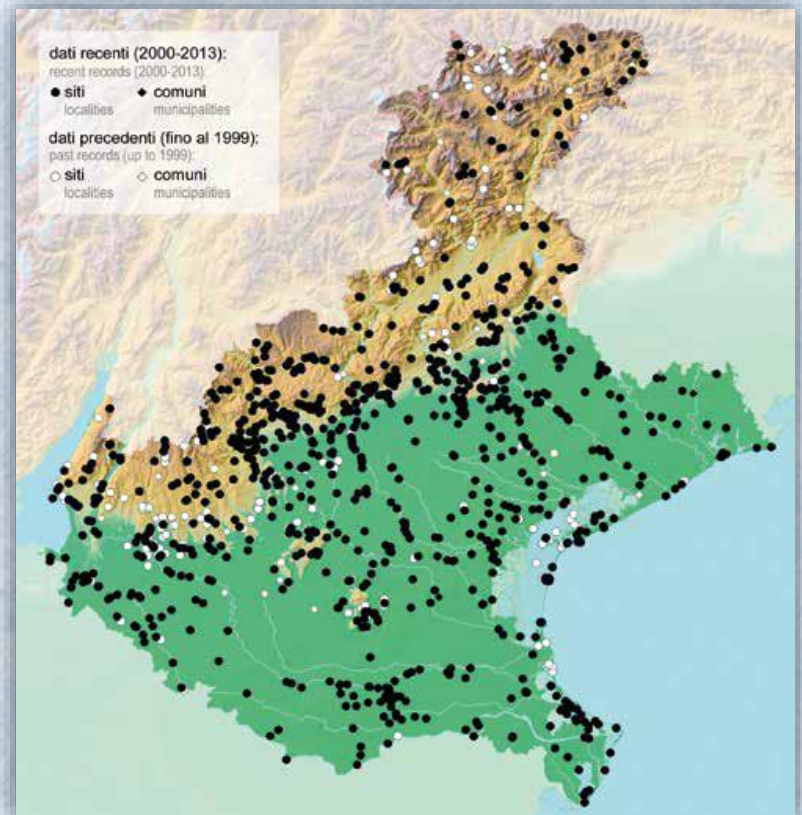 dati recenti (2000-2013):
recent records (2000-2013):
● siti ◆ comuni
localities municipalities
dati precedenti (fino al 1999):
past records (up to 1999):
○ siti ◇ comuni
localities municipalities